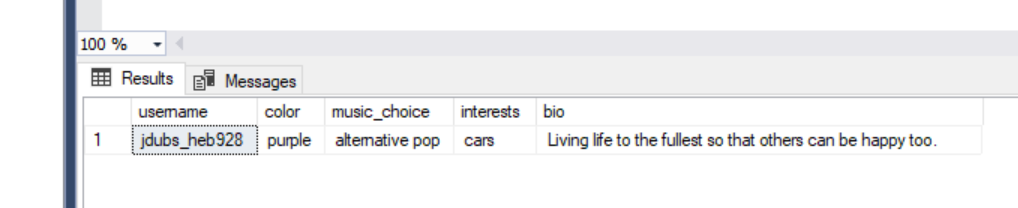 100 %
Results Messages
username color music_choice interests bio
1 jdubs_heb928 purple alternative pop cars Living life to the fullest so that others can be happy too.